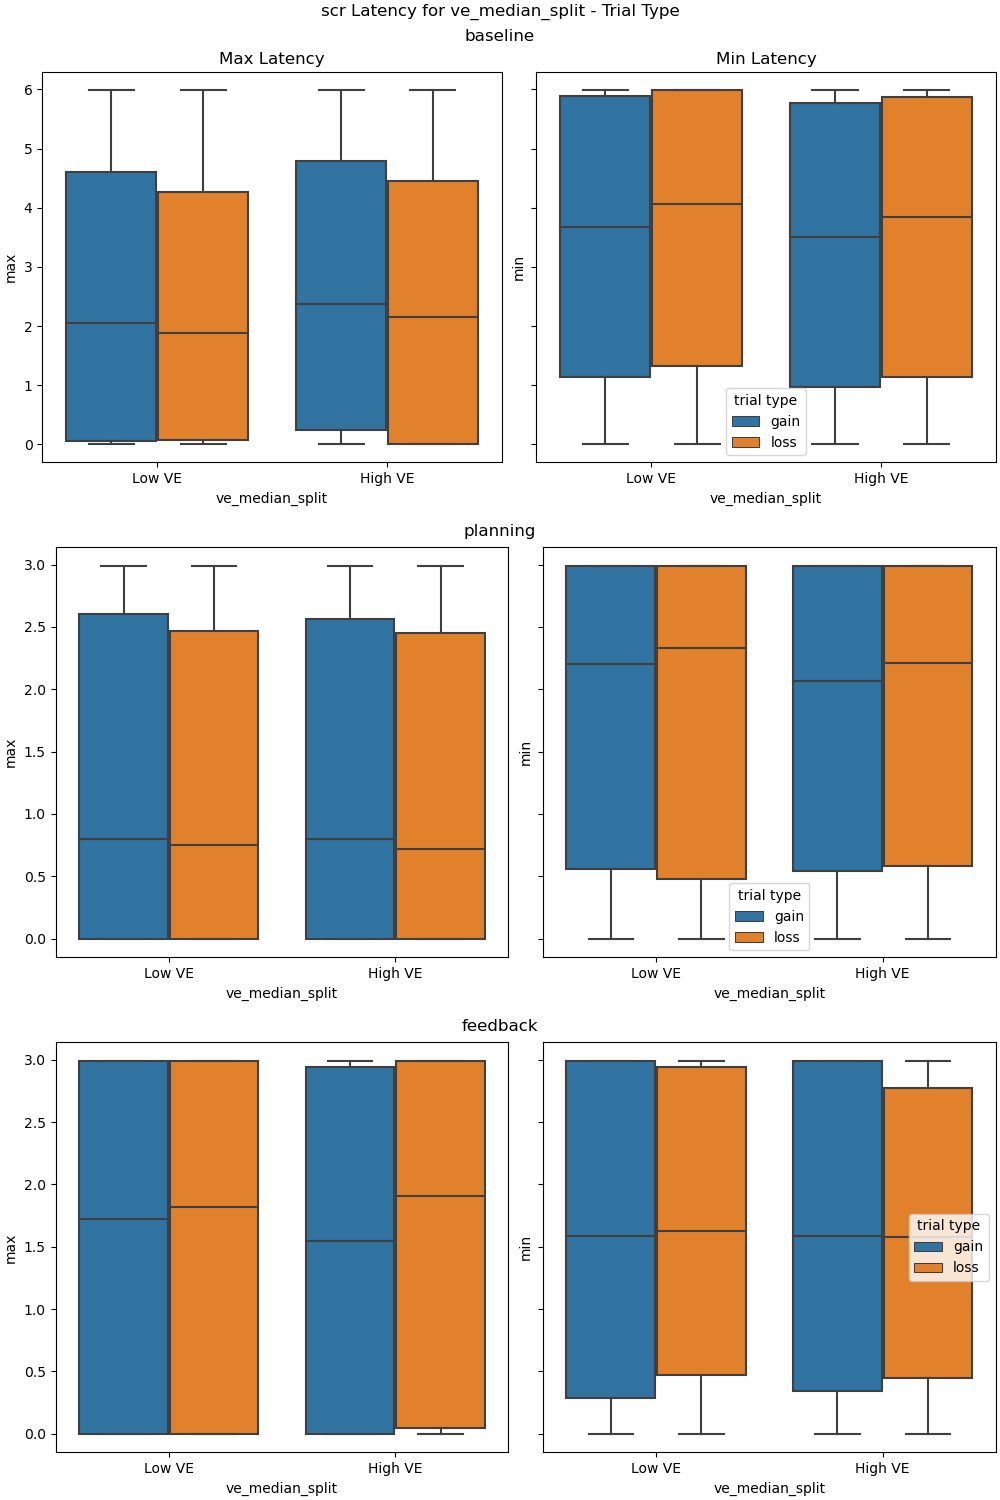 scr Latency for ve_median_split - Trial Type
baseline
Max Latency
Min Latency
6
5
4
3
2
1
0
max
min
Low VE
High VE
ve_median_split
trial type
gain
loss
Low VE
High VE
ve_median_split
planning
3.0
2.5
2.0
1.5
1.0
0.5
0.0
max
min
Low VE
High VE
ve_median_split
trial type
gain
loss
Low VE
High VE
ve_median_split
feedback
3.0
2.5
2.0
1.5
1.0
0.5
0.0
max
min
Low VE
High VE
ve_median_split
trial type
gain
loss
Low VE
High VE
ve_median_split